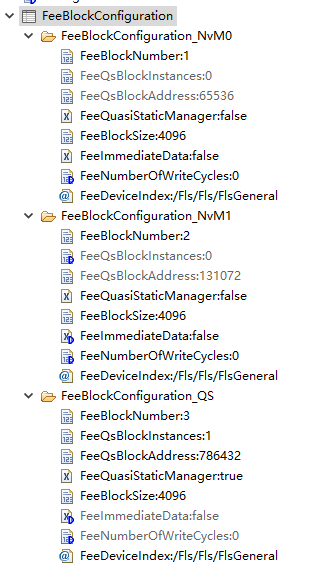 FeeBlockConfiguration
FeeBlockConfiguration_NvM0
FeeBlockNumber:1
FeeQsBlockInstances:0
FeeQsBlockAddress:65536
FeeQuasiStaticManager:false
FeeBlockSize:4096
FeeImmediateData:false
FeeNumberOfWriteCycles:0
FeeDeviceIndex:/Fls/Fls/FlsGeneral
FeeBlockConfiguration_NvM1
FeeBlockNumber:2
FeeQsBlockInstances:0
FeeQsBlockAddress:131072
FeeQuasiStaticManager:false
FeeBlockSize:4096
FeeImmediateData:false
FeeNumberOfWriteCycles:0
FeeDeviceIndex:/Fls/Fls/FlsGeneral
FeeBlockConfiguration_QS
FeeBlockNumber:3
FeeQsBlockInstances:1
FeeQsBlockAddress:786432
FeeQuasiStaticManager:true
FeeBlockSize:4096
FeeImmediateData:false
FeeNumberOfWriteCycles:0
FeeDeviceIndex:/Fls/Fls/FlsGeneral